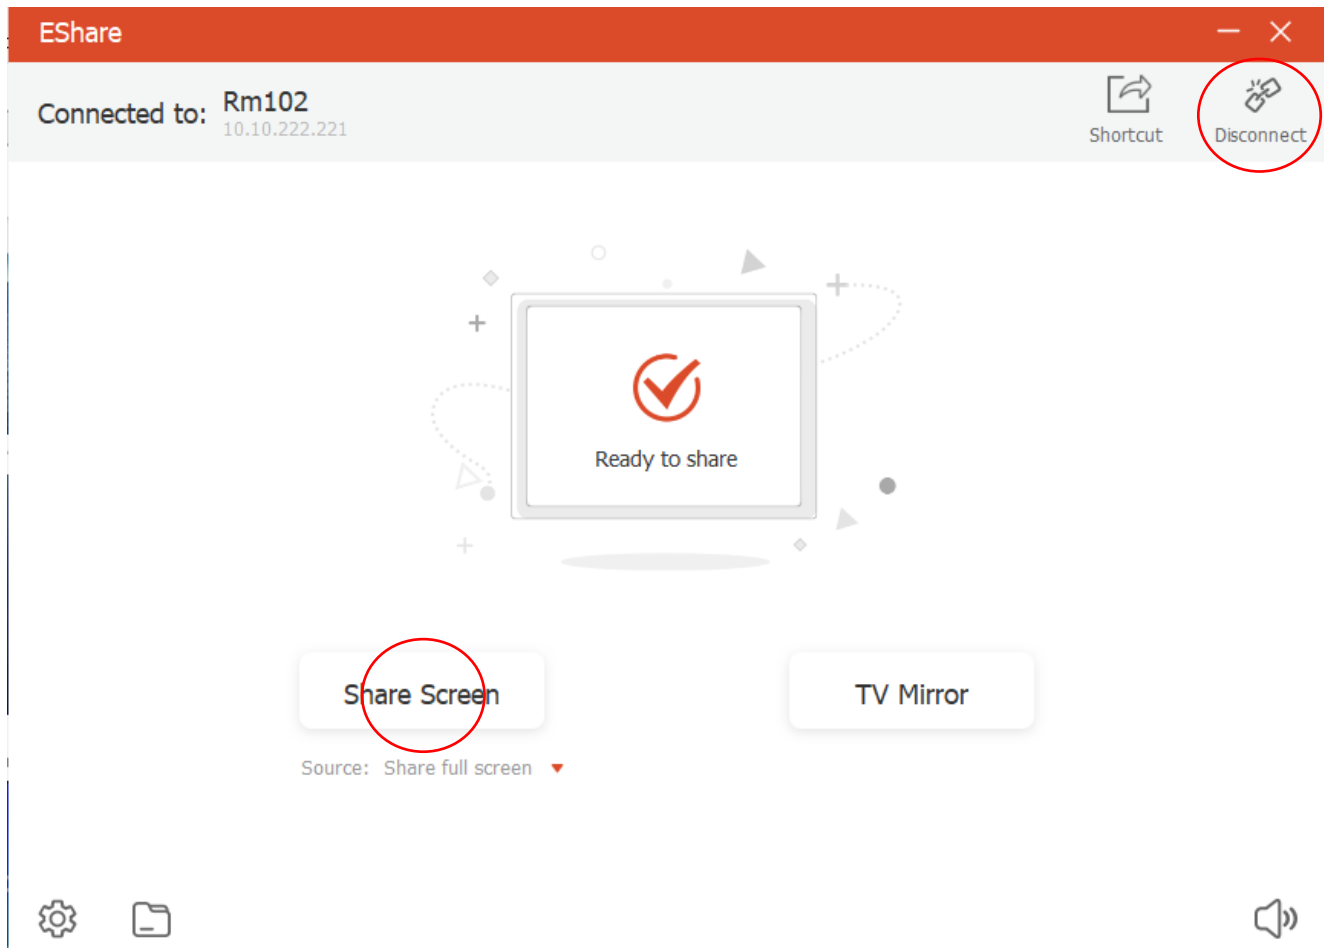 EShare
Connected to: Rm102
10.10.222.221
Shortcut
Disconnect
Ready to share
Share Screen
TV Mirror
Source: Share full screen